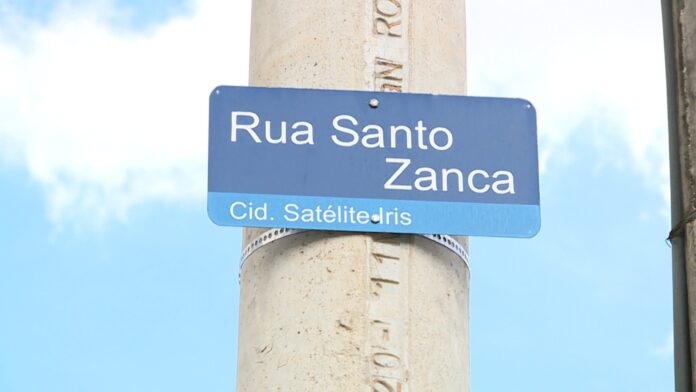 Rua Santo
Zanca
Cid. Satélite Iris